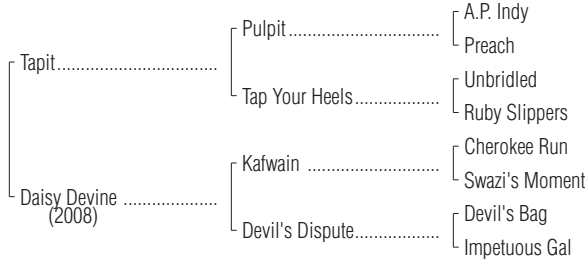 A.P. Indy
Pulpit
Preach
Tapit
Unbridled
Tap Your Heels
Ruby Slippers
Cherokee Run
Kafwain
Swazi's Moment
Daisy Devine
(2008)
Devil's Bag
Devil's Dispute
Impetuous Gal